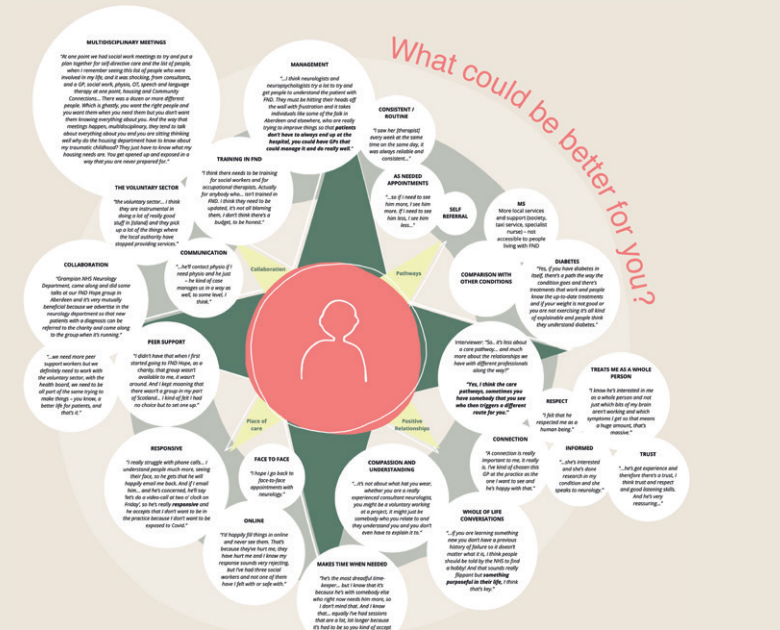 What could be better for you?
MULTIDISCIPLINARY MEETINGS
"At one point we had social work meetings to try and put a
plan together for self-directive care and the list of people,
when I remember seeing this list of people who were
involved in my life, and it was shocking, from consultants,
and a GP, social work, physio, OT, speech and language
therapy at one point, housing and Community
Connections... There was a dozen or more different
people. Which is ghastly, you want the right people and
you want them when you need them but you don't want
them knowing everything about you. And the way that
meetings happen, multidisciplinary, they tend to talk
about everything about you and you are sitting thinking
well why do the housing department have to know about
my traumatic childhood? They just have to know what my
housing needs are. You get opened up and exposed in a
way that you are never prepared for."
MANAGEMENT
"...I think neurologists and
neuropsychologists try a lot to try and
get people to understand the patient with
FND. They must be hitting their heads off
the wall with frustration and it takes
individuals like some of the folk in
Aberdeen and elsewhere, who are really
trying to improve things so that patients
don't have to always end up at the
hospital, you could have GPs that
could manage it and do really well."
CONSISTENT /
ROUTINE
"I saw her [therapist]
every week at the same
time on the same day, it
was always reliable and
consistent..."
TRAINING IN FND
"I think there needs to be training
for social workers and for
occupational therapists. Actually
for anybody who... isn't trained in
FND. I think they need to be
updated, it's not all blaming
them, I don't think there's a
budget, to be honest."
AS NEEDED
APPOINTMENTS
"...so if I need to see
him more, I see him
more, if I need to see
him less, I see him
less..."
SELF
REFERRAL
THE VOLUNTARY SECTOR
"the voluntary sector... I think
they are instrumental in
doing a lot of really good
stuff in [island] and they pick
up a lot of the things where
the local authority have
stopped providing services."
MS
More local services
and support (society,
taxi service, specialist
nurses) – not
accessible to people
living with FND
COMMUNICATION
"...he'll contact physio if I
need physio and he just
– he kind of case
manages us in a way as
well, to some level, I
think."
COLLABORATION
"Grampian NHS Neurology
Department, came along and did some
talks at our FND Hope group in
Aberdeen and it's very mutually
beneficial because we advertise in the
neurology department so that new
patients with a diagnosis can be
referred to the charity and come along
to the group when it's running."
Collaboration
Pathways
COMPARISON WITH
OTHER CONDITIONS
DIABETES
"Yes, if you have diabetes in
itself, there's a path the way the
condition goes and there's
treatments that work and people
know the up-to-date treatments
and if your weight is not good or
you are not exercising it's all kind
of explainable and people think
they understand diabetes."
PEER SUPPORT
"I didn't have that when I first
started going to FND Hope, as a
charity, that group wasn't
available to me, it wasn't
around. And I kept moaning that
there wasn't a group in my part
of Scotland... I kind of felt I had
no choice but to set one up."
"...we need more peer
support workers but we
definitely need to work with
the voluntary sector, with the
health board, we need to be
all part of the same trying to
make things – you know, a
better life for patients, and
that's it."
Interviewer: "So.. it's less about
a care pathway... and much
more about the relationships we
have with different professionals
along the way?"
"Yes, I think the care
pathways, sometimes you
have somebody that you see
who then triggers a different
route for you."
TREATS ME AS A WHOLE
PERSON
"I know he's interested in me
as a whole person and not
just which bits of my brain
aren't working and which
symptoms I get so that means
a huge amount, that's
massive."
RESPECT
"I felt that he
respected me as a
human being."
Place of
care
Positive
Relationships
RESPONSIVE
"I really struggle with phone calls... I
understand people much more, seeing
their face, so he gets that he will
happily email me back. And if I email
him... and he's concerned, he'll say
'let's do a video-call at two o' clock on
Friday', so he's really responsive and
he accepts that I don't want to be in
the practice because I don't want to be
exposed to Covid."
FACE TO FACE
"I hope I go back to
face-to-face
appointments with
neurology."
COMPASSION AND
UNDERSTANDING
"...it's not about what hat you wear,
whether you are a really
experienced consultant neurologist,
you might be a voluntary working
at a project, it might just be
somebody who you relate to and
they understand you and you don't
even have to explain it to."
CONNECTION
"A connection is really
important to me, it really
is, I've kind of chosen this
GP at the practice as the
one I want to see and
he's happy with that."
INFORMED
"...she's interested
and she's done
research in my
condition and she
speaks to neurology."
TRUST
"...he's got experience and
therefore there's a trust, I
think trust and respect
and good listening skills.
And he's very
reassuring..."
ONLINE
"I'd happily fill things in online
and never see them. That's
because they've hurt me, they
have hurt me and I know my
response sounds very rejecting,
but I've had three social
workers and not one of them
have I felt with or safe with."
WHOLE OF LIFE
CONVERSATIONS
"...if you are learning something
new you don't have a previous
history of failure so it doesn't
matter what it is, I think people
should be told by the NHS to find
a hobby! And that sounds really
flippant but something
purposeful in their life, I think
that's key."
MAKES TIME WHEN NEEDED
"he's the most dreadful time-
keeper... but I know that it's
because he's with somebody else
who right now needs him more, so
I don't mind that. And I know
that... equally I've had sessions
that are a lot, lot longer because
it's had to be so you kind of accept